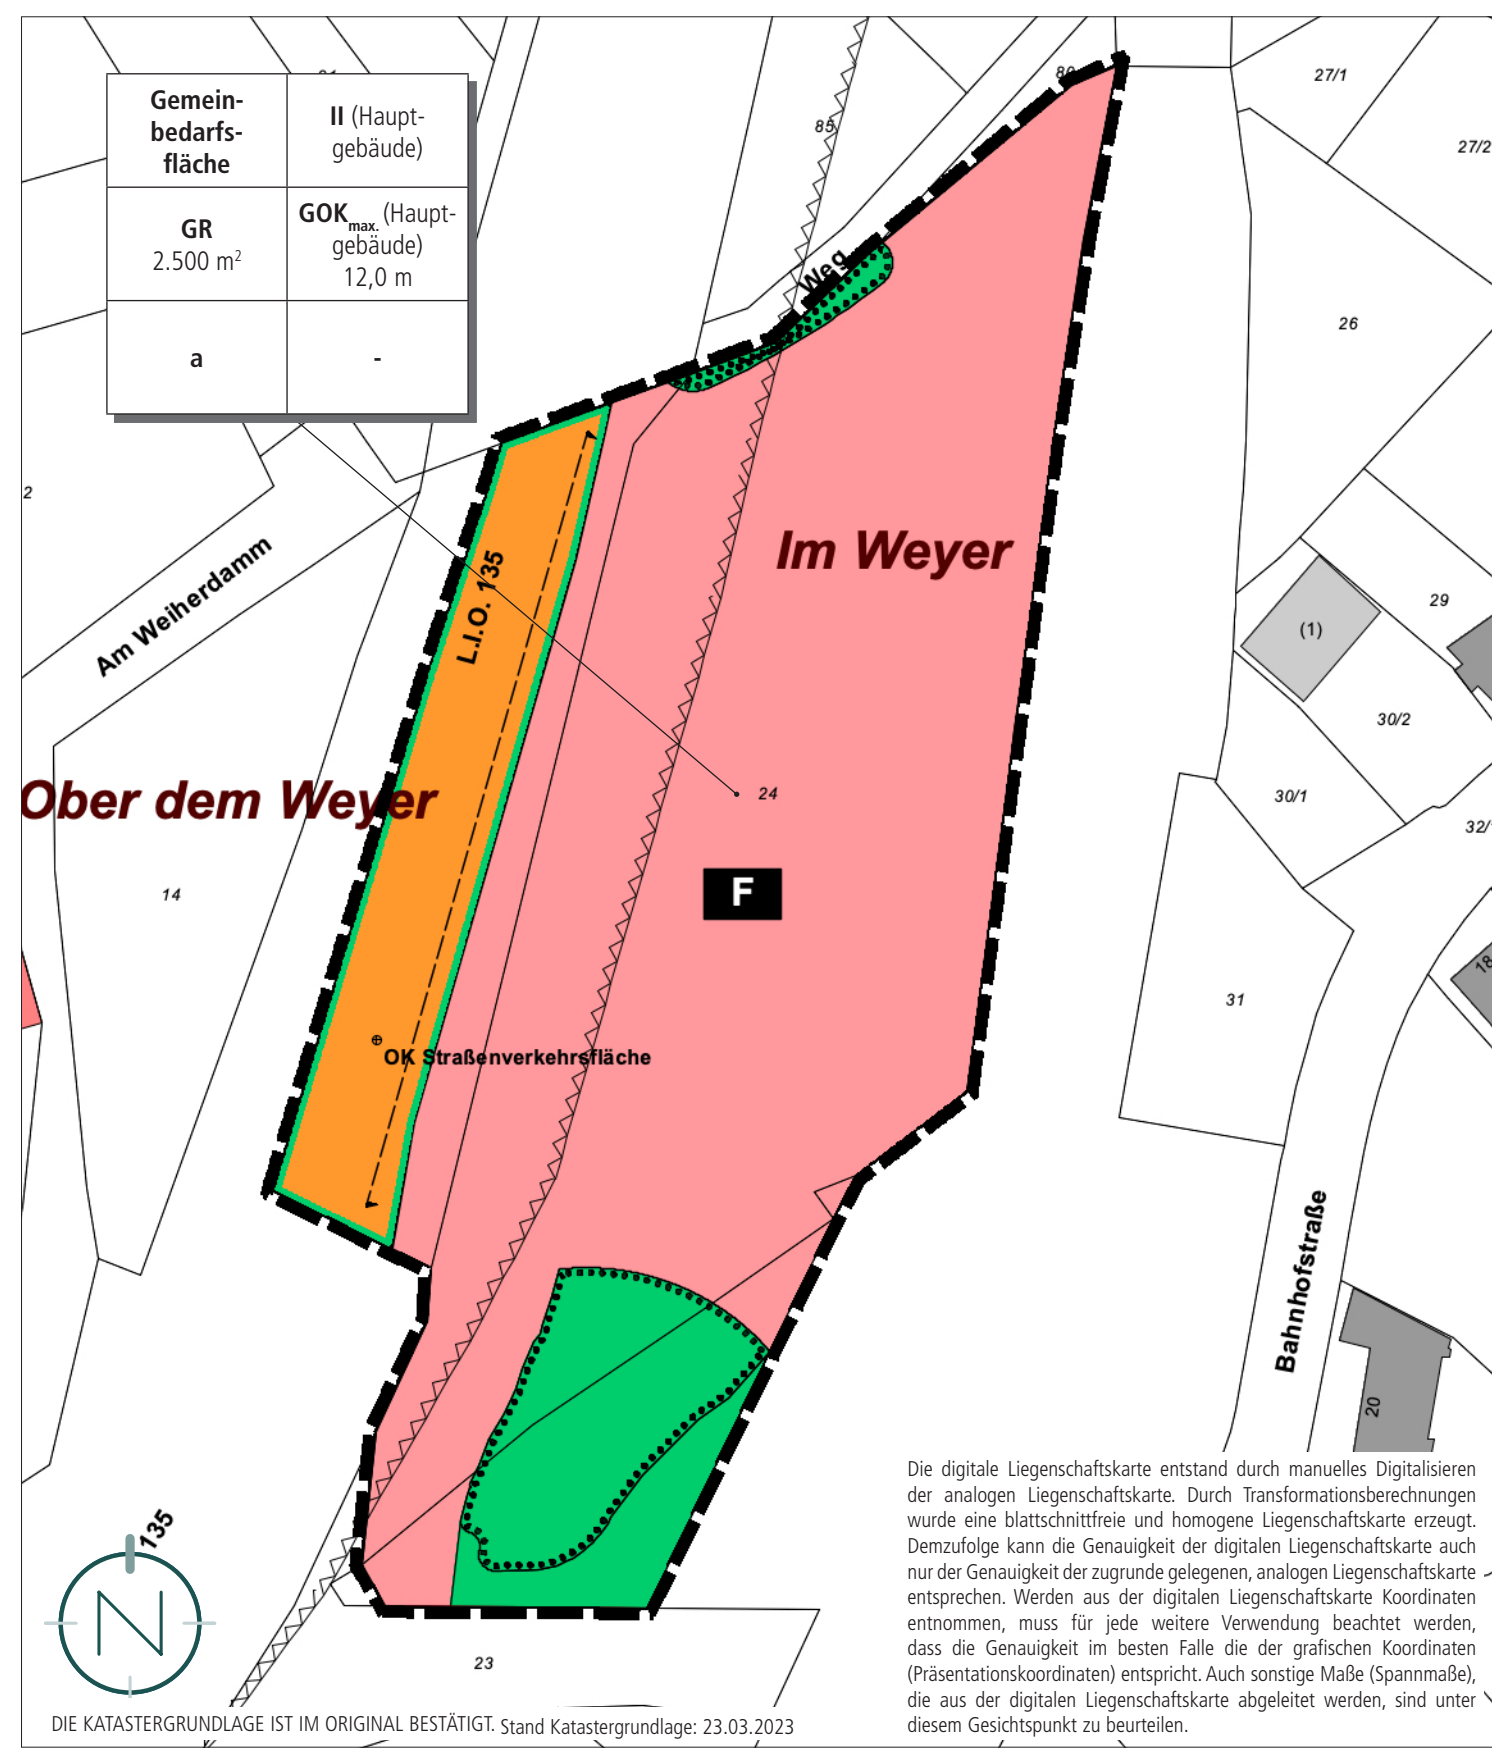 Gemein-
bedarfs-
fläche
II (Haupt-
gebäude)
GR
2.500 m²
GOKmax. (Haupt-
gebäude)
12,0 m
a
-
85
80
Weg
27/1
27/2
26
2
Am Weiherdamm
L.I.O. 135
Im Weyer
29
(1)
30/2
30/1
32/
Ober dem Weyer
24
14
F
31
18
OK Straßenverkehrsfläche
Bahnhofstraße
20
135
N
23
Die digitale Liegenschaftskarte entstand durch manuelles Digitalisieren
der analogen Liegenschaftskarte. Durch Transformationsberechnungen
wurde eine blattschnittfreie und homogene Liegenschaftskarte erzeugt.
Demzufolge kann die Genauigkeit der digitalen Liegenschaftskarte auch
nur der Genauigkeit der zugrunde gelegenen, analogen Liegenschaftskarte
entsprechen. Werden aus der digitalen Liegenschaftskarte Koordinaten
entnommen, muss für jede weitere Verwendung beachtet werden,
dass die Genauigkeit im besten Falle die der grafischen Koordinaten
(Präsentationskoordinaten) entspricht. Auch sonstige Maße (Spannmaße),
die aus der digitalen Liegenschaftskarte abgeleitet werden, sind unter
diesem Gesichtspunkt zu beurteilen.
DIE KATASTERGRUNDLAGE IST IM ORIGINAL BESTÄTIGT. Stand Katastergrundlage: 23.03.2023